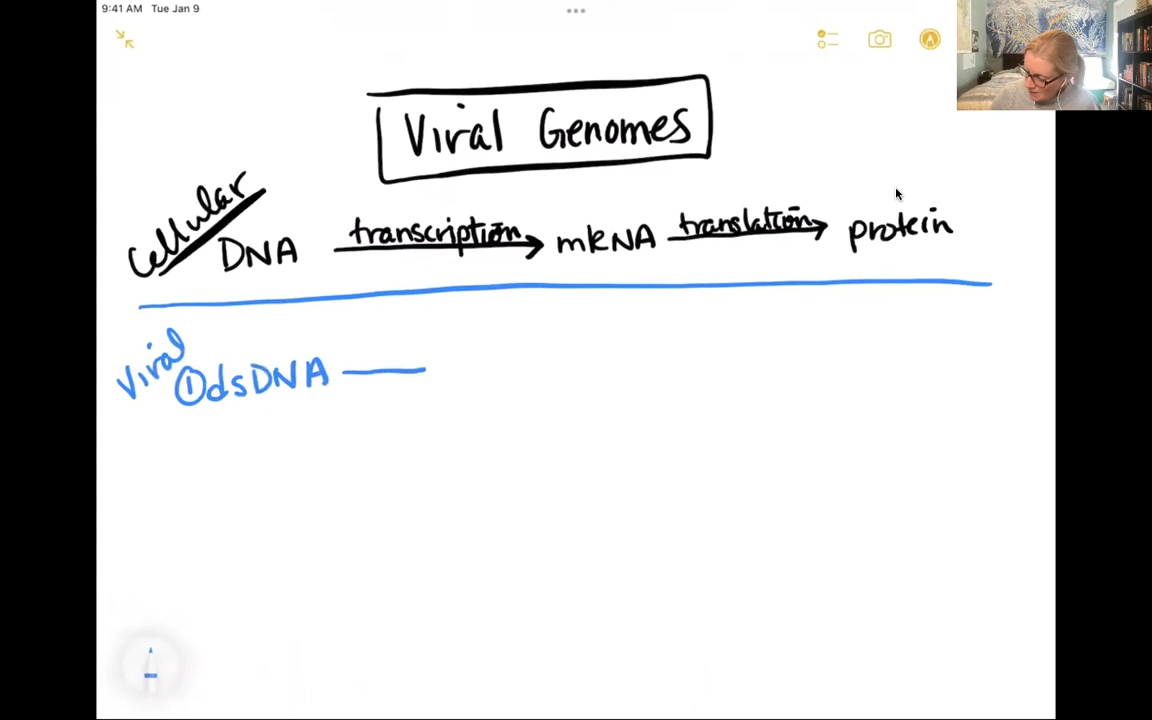 9:41 AM Tue Jan 9
Viral Genomes
Cellular
DNA transcription mRNA translation protein
Viral
① dsDNA